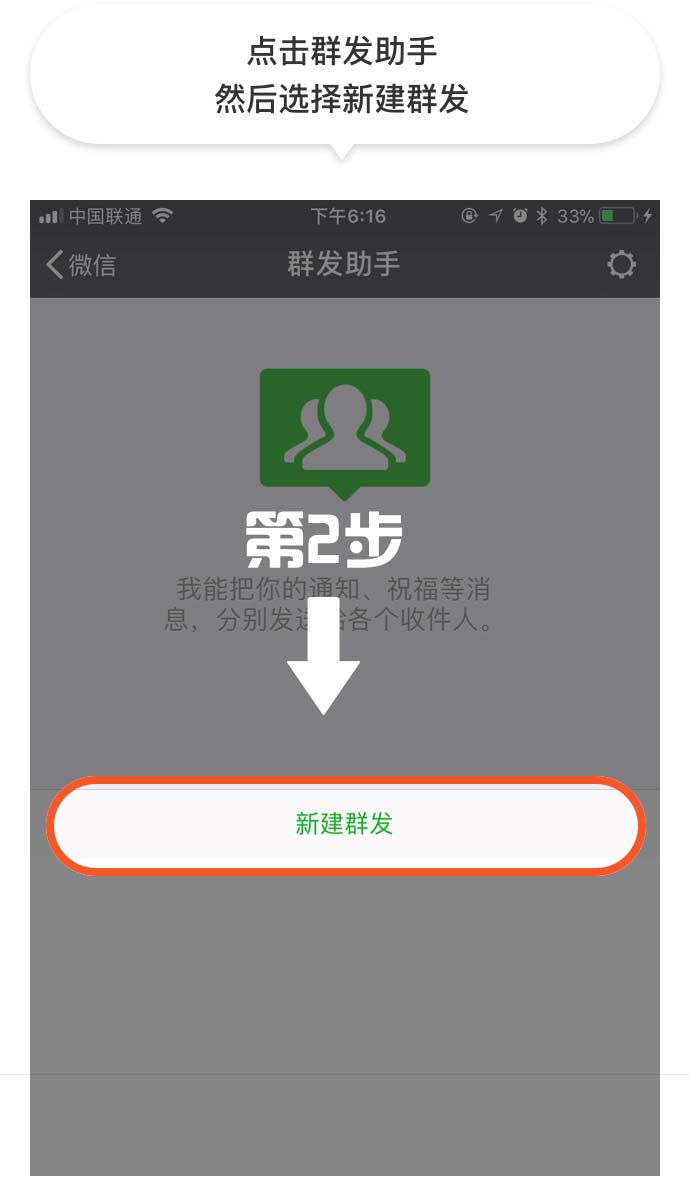 点击群发助手
然后选择新建群发
中国联通 下午6:16 33%
微信 群发助手
第2步
我能把你的通知、祝福等消
息，分别发送给各个收件人。
新建群发